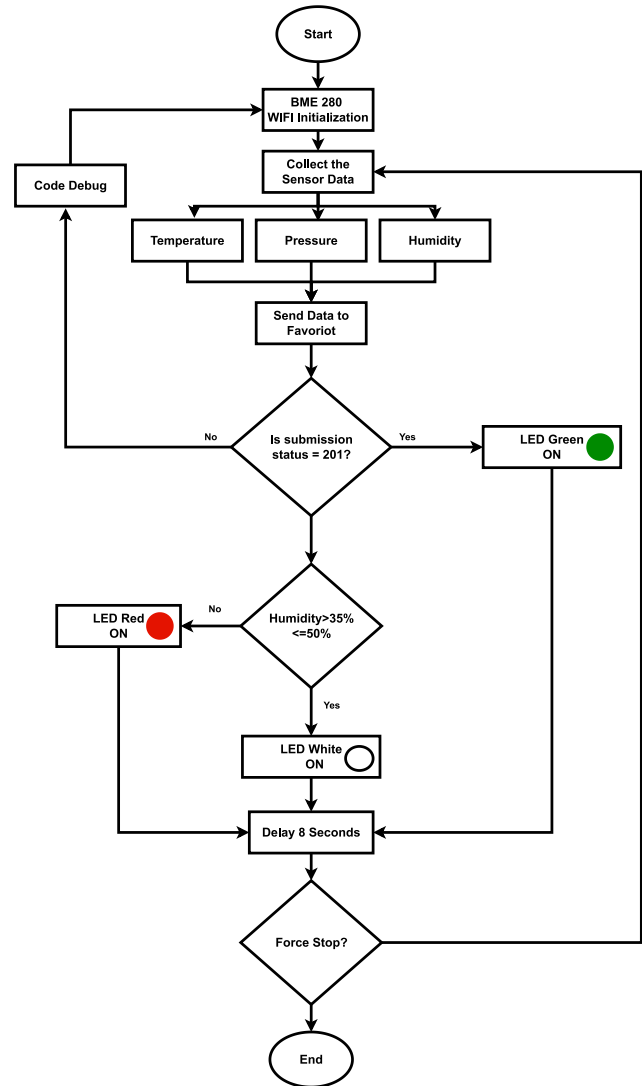 Start
BME 280
WIFI Initialization
Collect the
Sensor Data
Code Debug
Temperature
Pressure
Humidity
Send Data to
Favoriot
No
Is submission
status = 201?
Yes
LED Green
ON
LED Red
ON
No
Humidity>35%
<=50%
Yes
LED White
ON
Delay 8 Seconds
Force Stop?
End